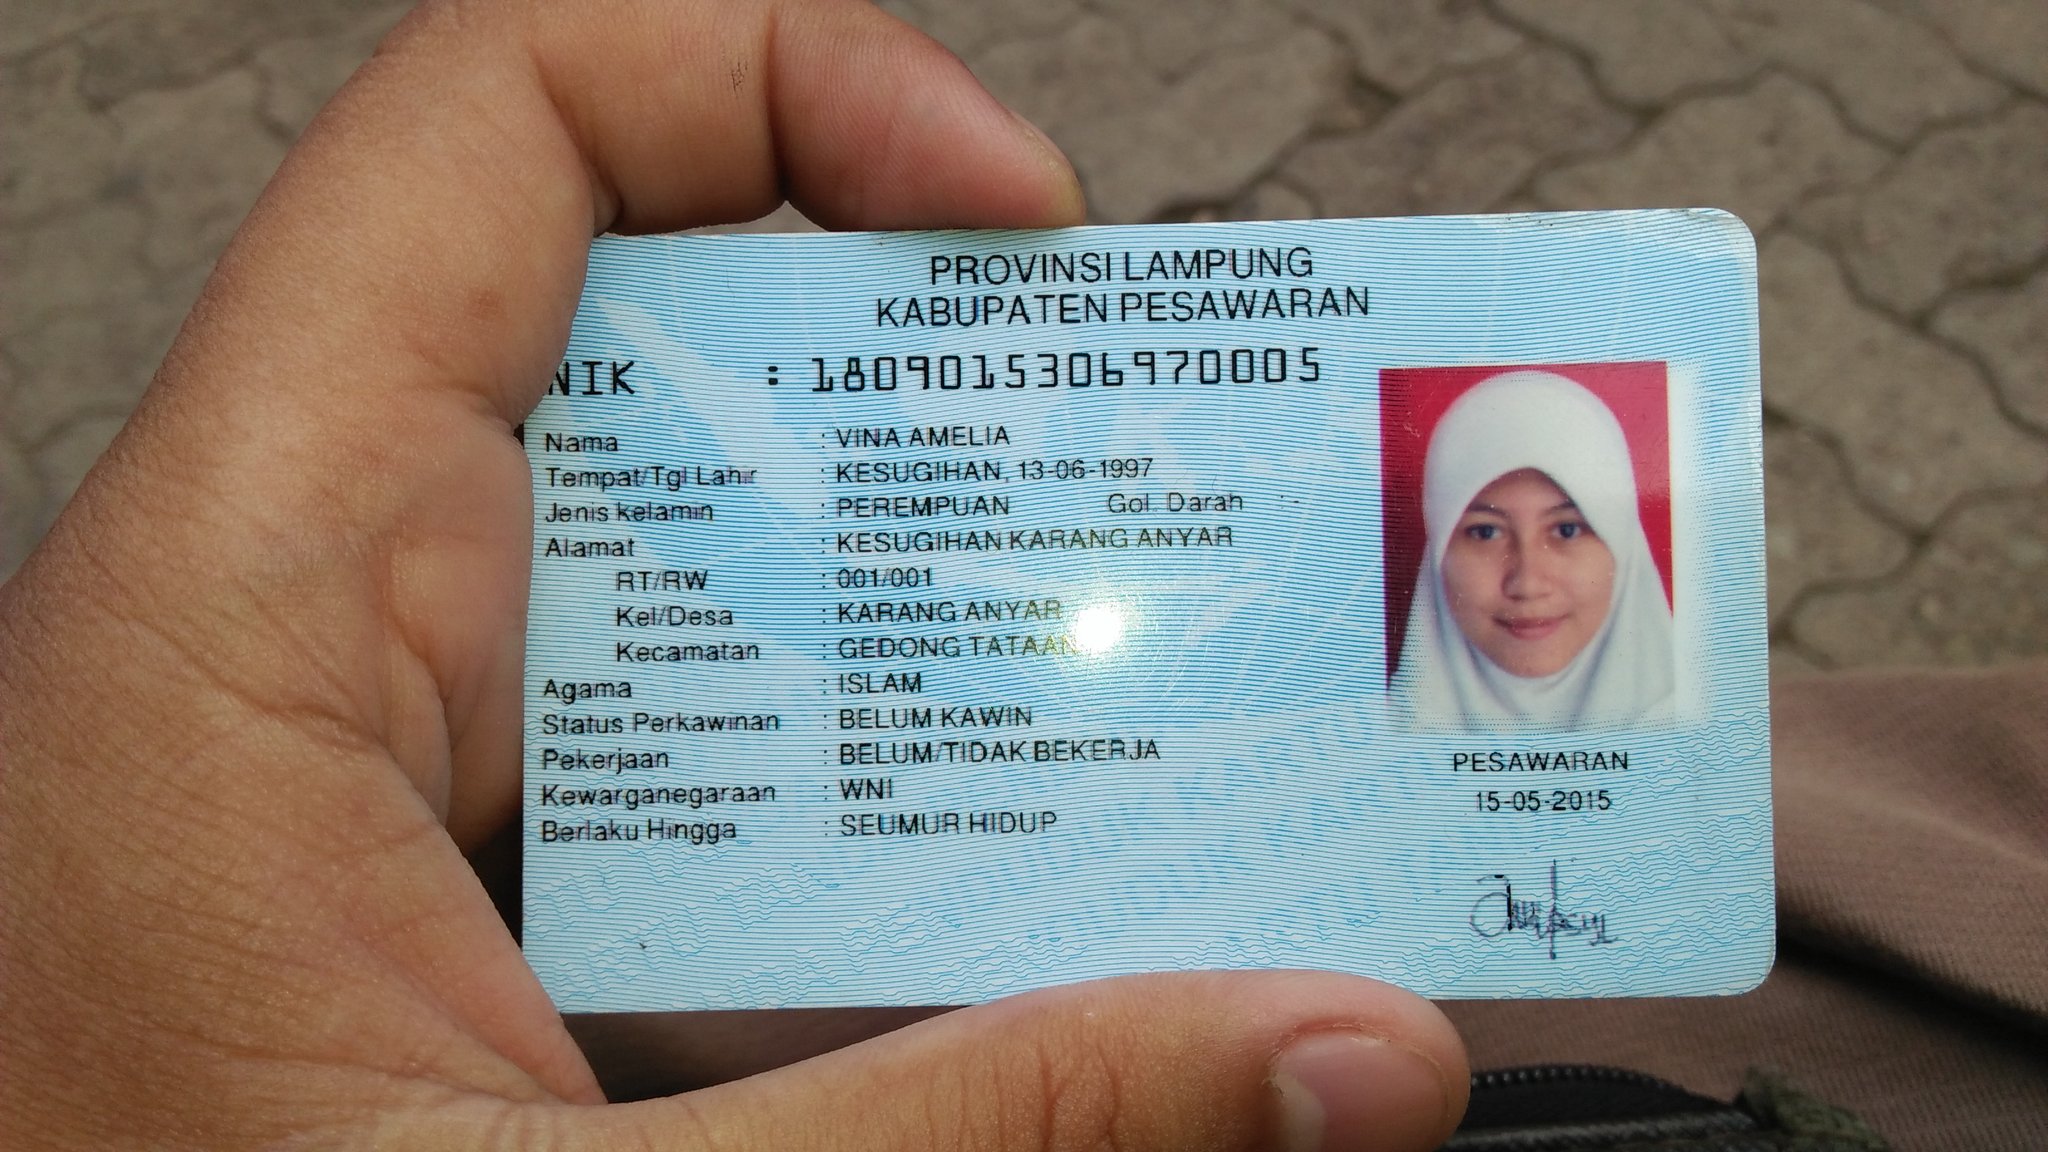 PROVINSI LAMPUNG
KABUPATEN PESAWARAN
NIK : 1809015306970005
Nama : VINA AMELIA
Tempat/Tgl Lahir : KESUGIHAN, 13-06-1997
Jenis kelamin : PEREMPUAN Gol. Darah : -
Alamat : KESUGIHAN KARANG ANYAR
RT/RW : 001/001
Kel/Desa : KARANG ANYAR
Kecamatan : GEDONG TATAAN
Agama : ISLAM
Status Perkawinan : BELUM KAWIN
Pekerjaan : BELUM/TIDAK BEKERJA
Kewarganegaraan : WNI
Berlaku Hingga : SEUMUR HIDUP
PESAWARAN
15-05-2015